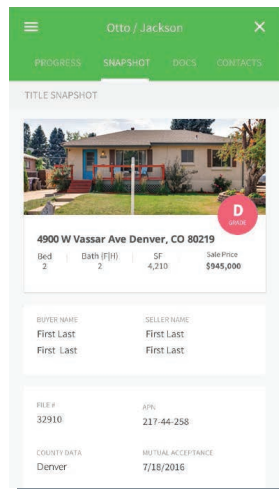 Otto / Jackson
PROGRESS SNAPSHOT DOCS CONTACTS
TITLE SNAPSHOT
D
GRADE
4900 W Vassar Ave Denver, CO 80219
Bed Bath (F|H) SF Sale Price
2 2 4,210 $945,000
BUYER NAME SELLER NAME
First Last First Last
First Last First Last
FILE # APN
32910 217-44-258
COUNTY DATA MUTUAL ACCEPTANCE
Denver 7/18/2016